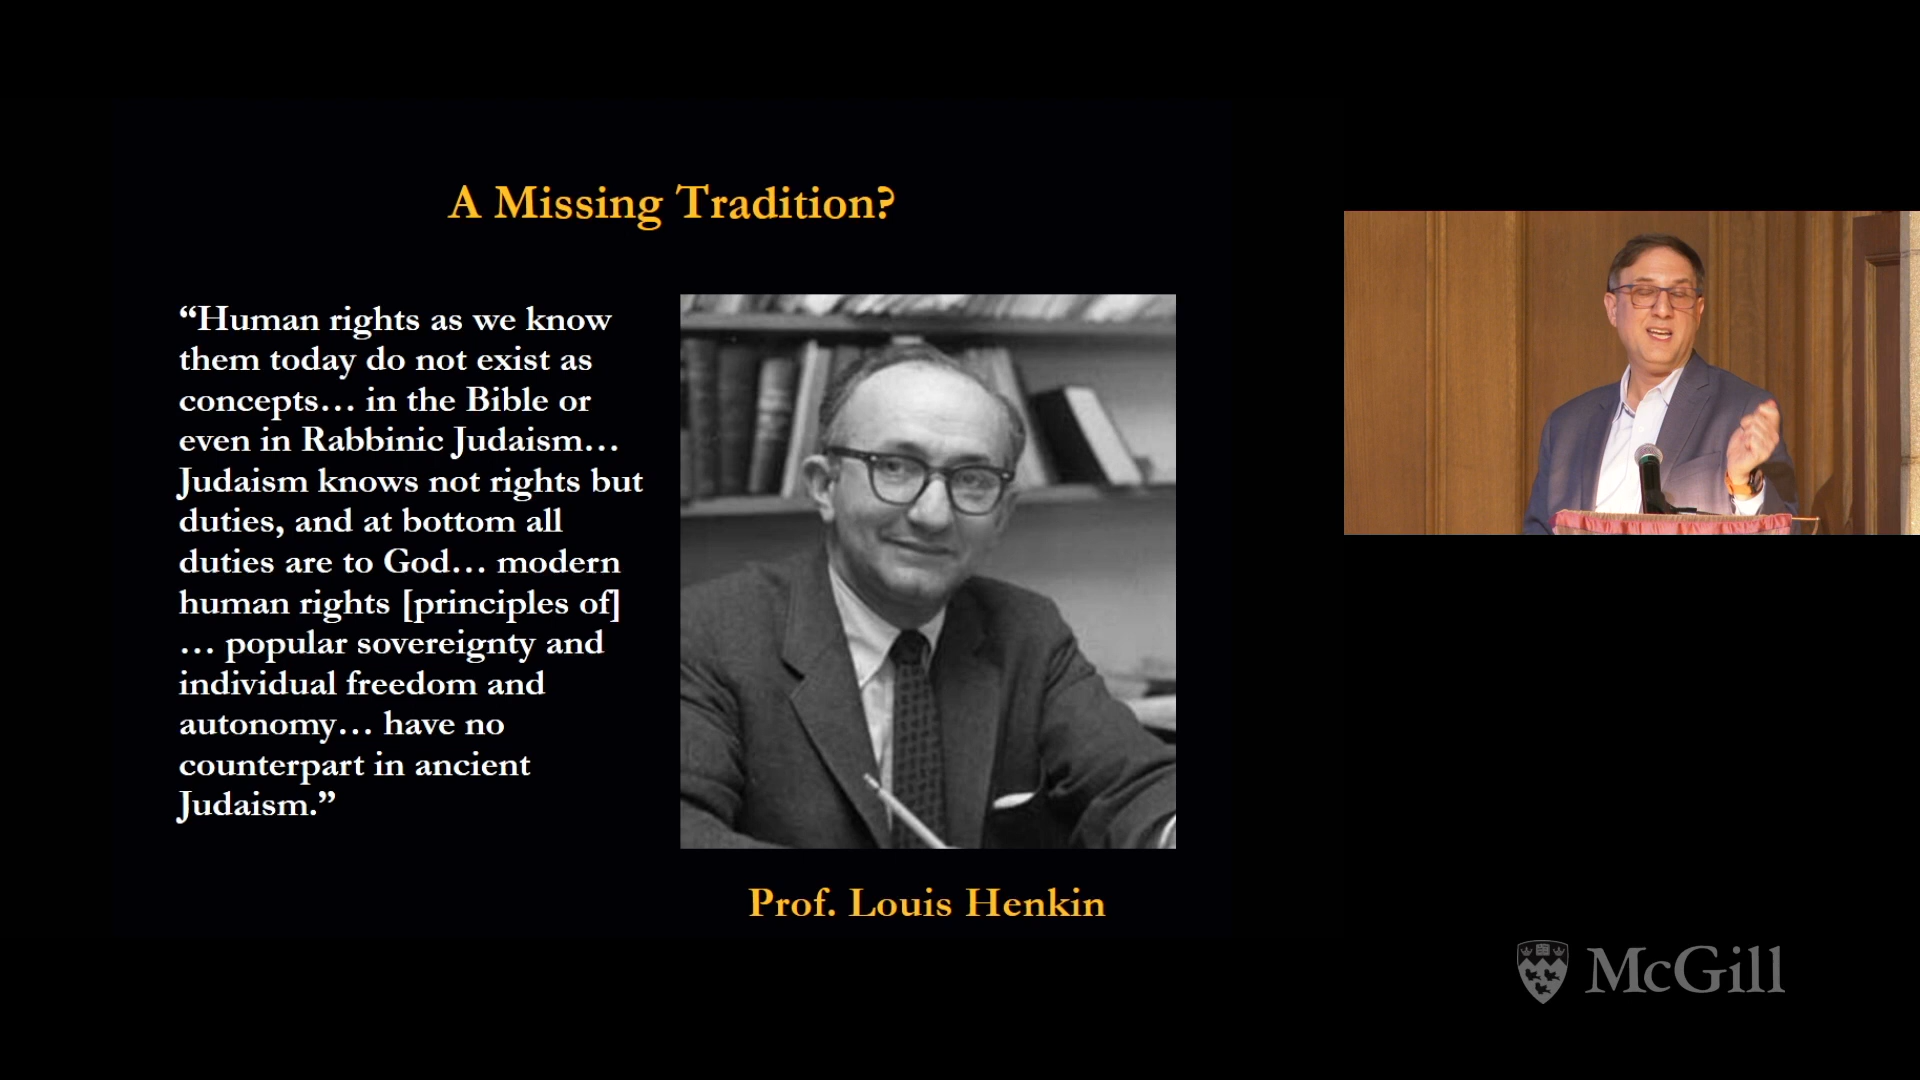 A Missing Tradition?
“Human rights as we know
them today do not exist as
concepts… in the Bible or
even in Rabbinic Judaism…
Judaism knows not rights but
duties, and at bottom all
duties are to God… modern
human rights [principles of]
… popular sovereignty and
individual freedom and
autonomy… have no
counterpart in ancient
Judaism.”
Prof. Louis Henkin
McGill